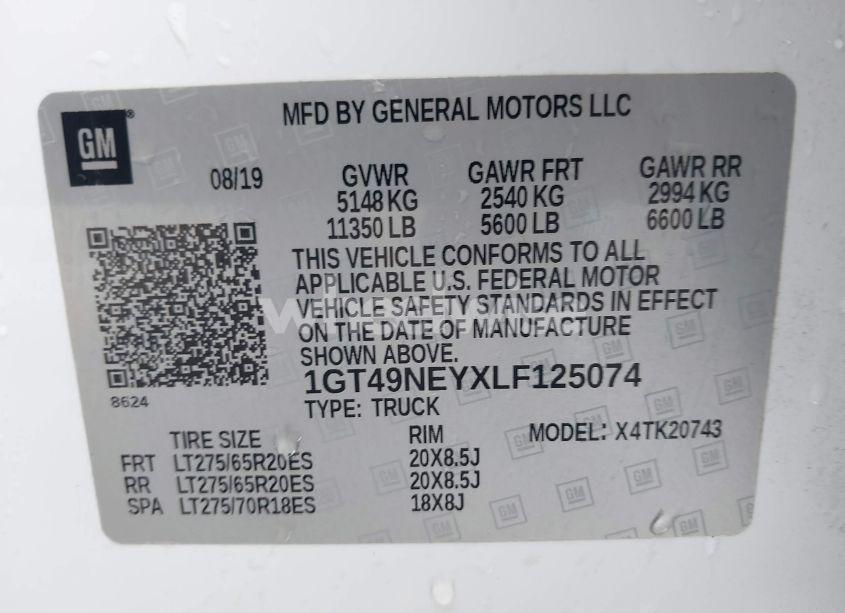 GM
MFD BY GENERAL MOTORS LLC
08/19 GVWR GAWR FRT GAWR RR
5148 KG 2540 KG 2994 KG
11350 LB 5600 LB 6600 LB
THIS VEHICLE CONFORMS TO ALL
APPLICABLE U.S. FEDERAL MOTOR
VEHICLE SAFETY STANDARDS IN EFFECT
ON THE DATE OF MANUFACTURE
SHOWN ABOVE.
1GT49NEYXLF125074
8624
TYPE: TRUCK
TIRE SIZE RIM MODEL: X4TK20743
FRT LT275/65R20ES 20X8.5J
RR LT275/65R20ES 20X8.5J
SPA LT275/70R18ES 18X8J